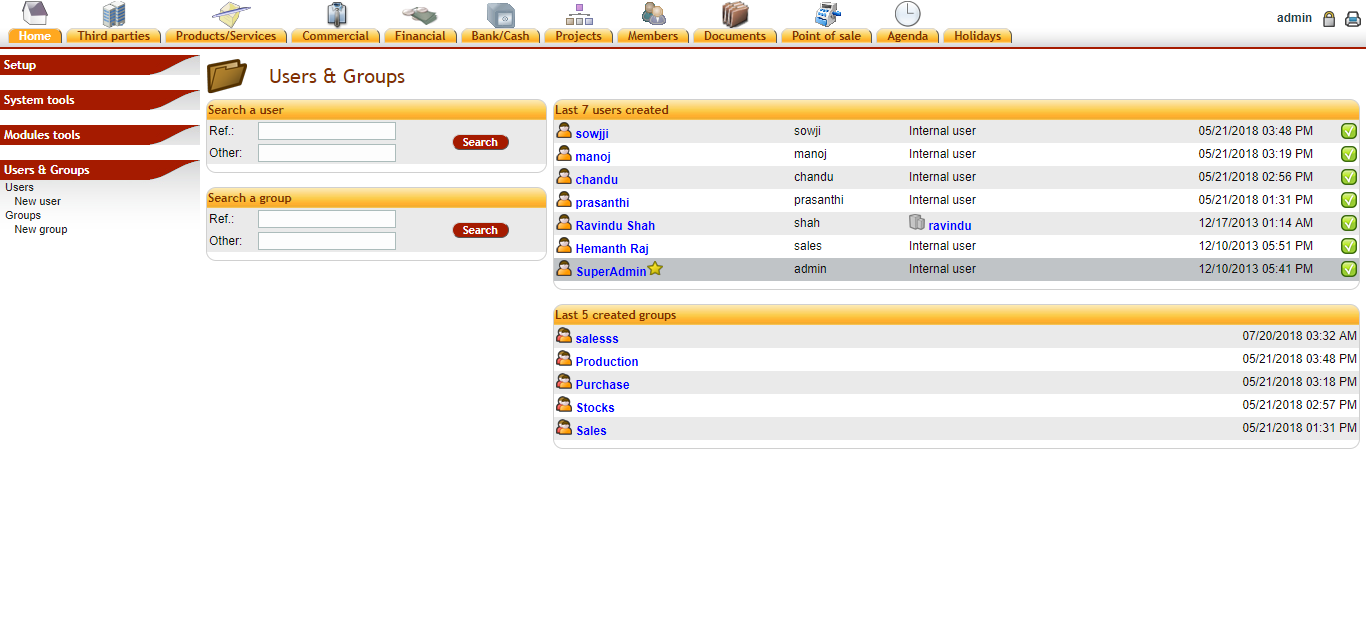 Home Third parties Products/Services Commercial Financial Bank/Cash Projects Members Documents Point of sale Agenda Holidays admin
Setup
System tools
Modules tools
Users & Groups
Users
New user
Groups
New group
Users & Groups
Search a user
Ref.:
Other:
Search
Search a group
Ref.:
Other:
Search
Last 7 users created
sowjji sowji Internal user 05/21/2018 03:48 PM
manoj manoj Internal user 05/21/2018 03:19 PM
chandu chandu Internal user 05/21/2018 02:56 PM
prasanthi prasanthi Internal user 05/21/2018 01:31 PM
Ravindu Shah shah ravindu 12/17/2013 01:14 AM
Hemanth Raj sales Internal user 12/10/2013 05:51 PM
SuperAdmin admin Internal user 12/10/2013 05:41 PM
Last 5 created groups
salesss 07/20/2018 03:32 AM
Production 05/21/2018 03:48 PM
Purchase 05/21/2018 03:18 PM
Stocks 05/21/2018 02:57 PM
Sales 05/21/2018 01:31 PM